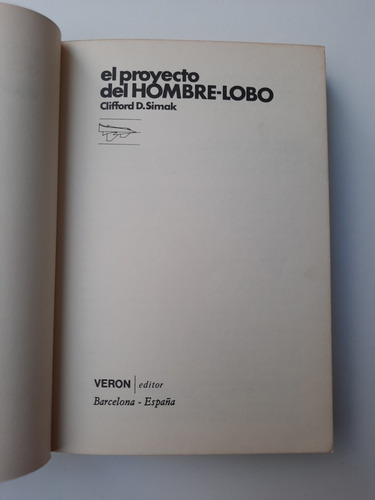 el proyecto
del HOMBRE-LOBO
Clifford D. Simak
VERON | editor
Barcelona - España